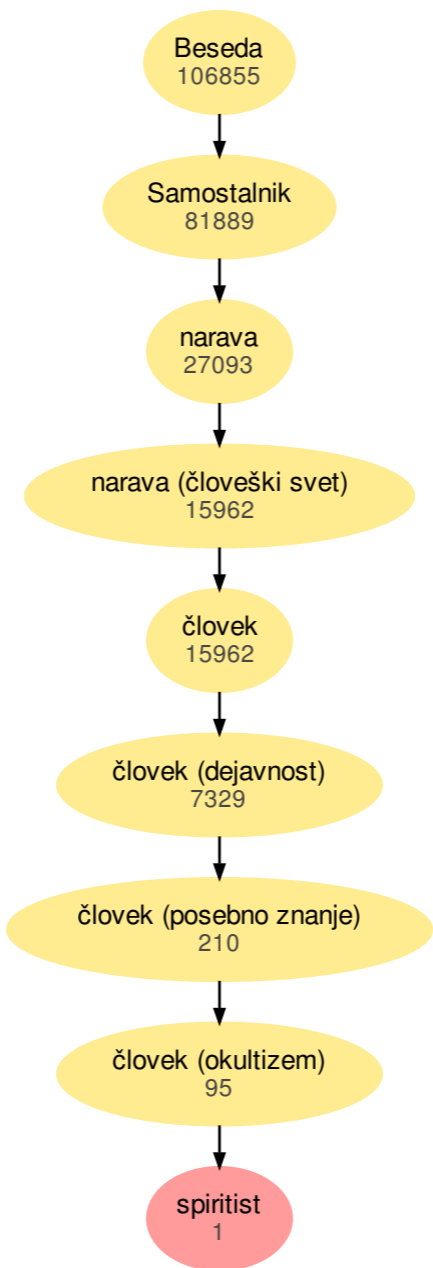 Beseda
106855
Samostalnik
81889
narava
27093
narava (človeški svet)
15962
človek
15962
človek (dejavnost)
7329
človek (posebno znanje)
210
človek (okultizem)
95
spiritist
1